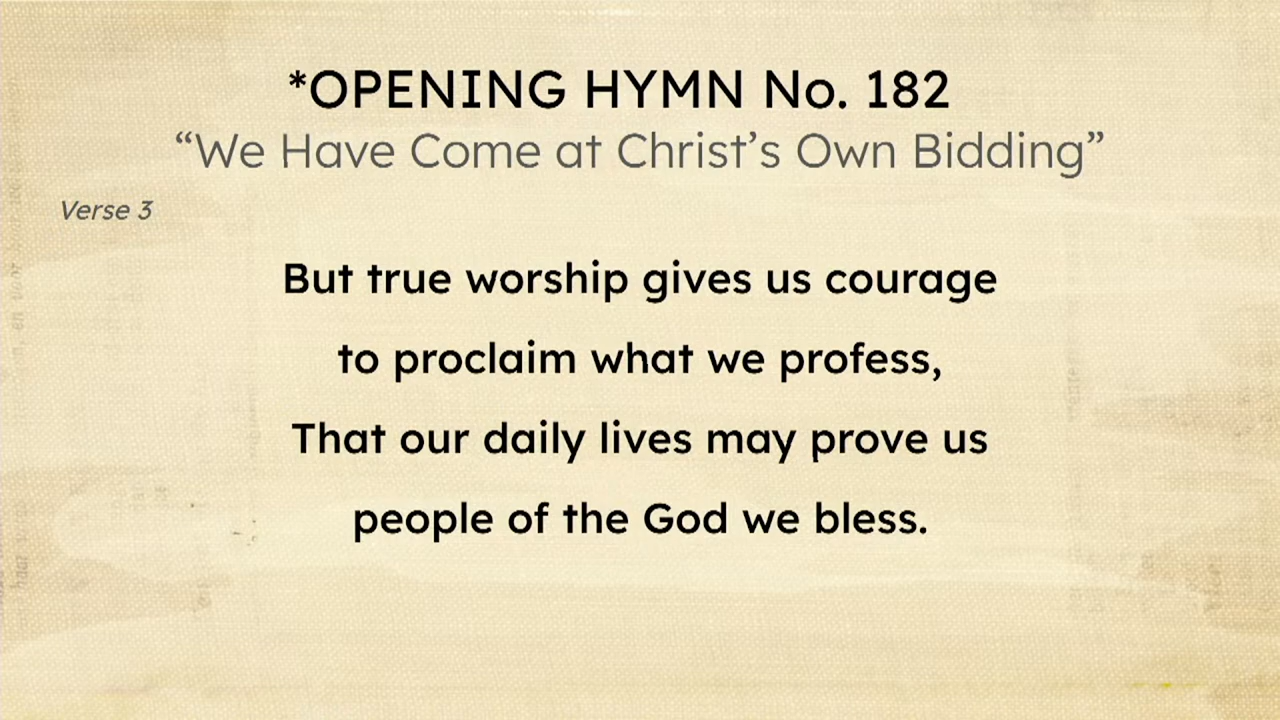 *OPENING HYMN No. 182
“We Have Come at Christ’s Own Bidding”
Verse 3
But true worship gives us courage
to proclaim what we profess,
That our daily lives may prove us
people of the God we bless.